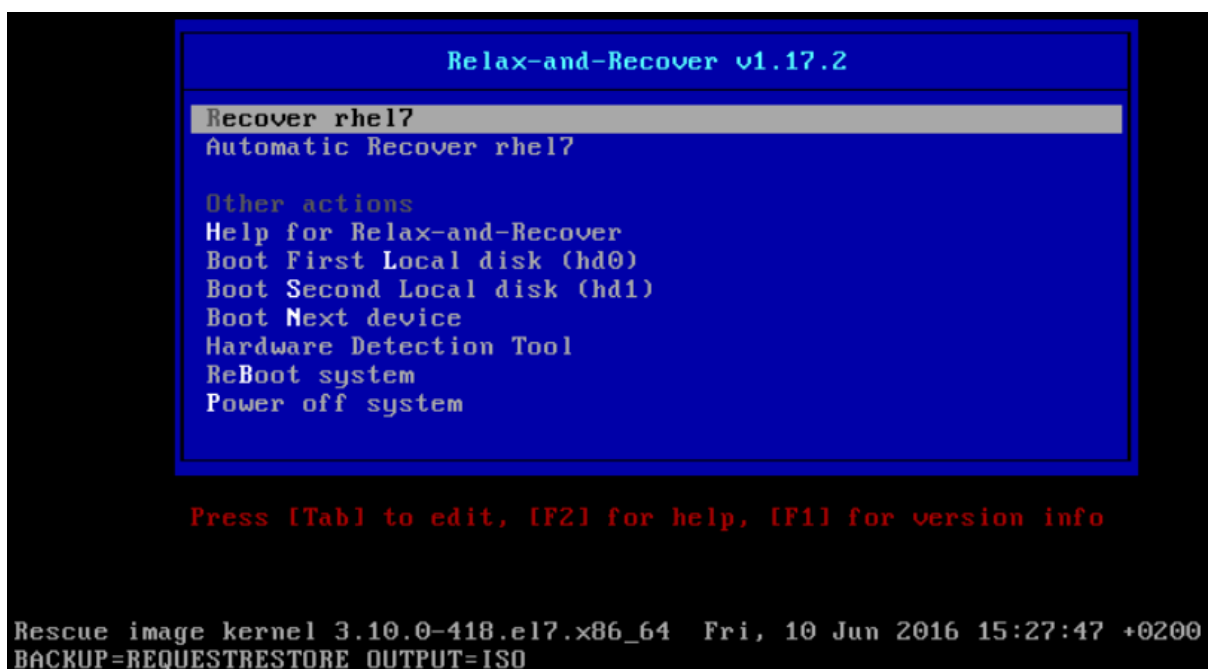 Relax-and-Recover v1.17.2
Recover rhel7
Automatic Recover rhel7
Other actions
Help for Relax-and-Recover
Boot First Local disk (hd0)
Boot Second Local disk (hd1)
Boot Next device
Hardware Detection Tool
ReBoot system
Power off system
Press [Tab] to edit, [F2] for help, [F1] for version info
Rescue image kernel 3.10.0-418.el7.x86_64  Fri, 10 Jun 2016 15:27:47 +0200
BACKUP=REQUESTRESTORE OUTPUT=ISO